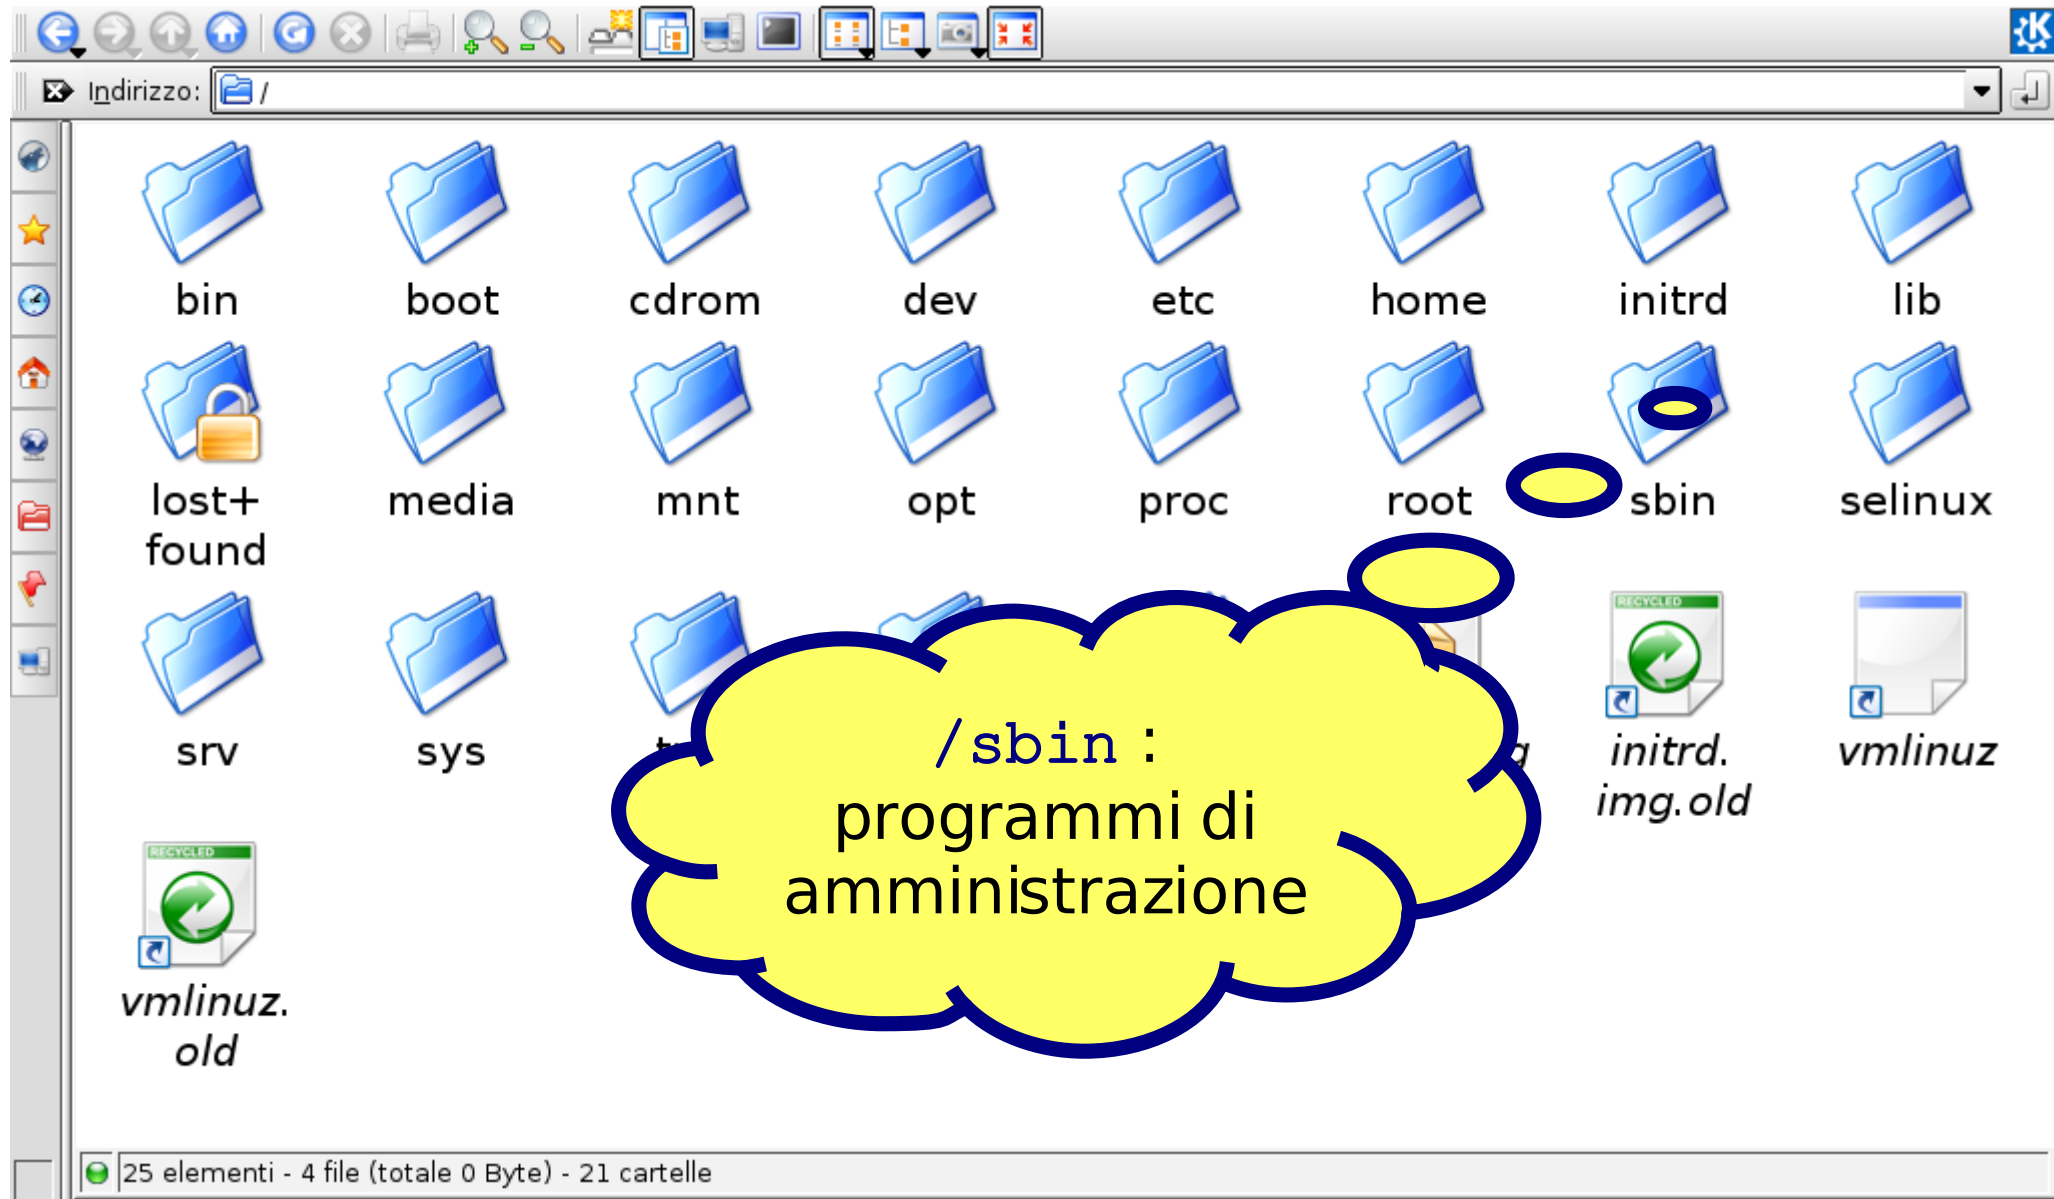 Indirizzo: /
bin boot cdrom dev etc home initrd lib
lost+ media mnt opt proc root sbin selinux
found
RECYCLED
srv sys initrd. vmlinuz
img.old
/sbin :
programmi di
amministrazione
RECYCLED
vmlinuz.
old
25 elementi - 4 file (totale 0 Byte) - 21 cartelle